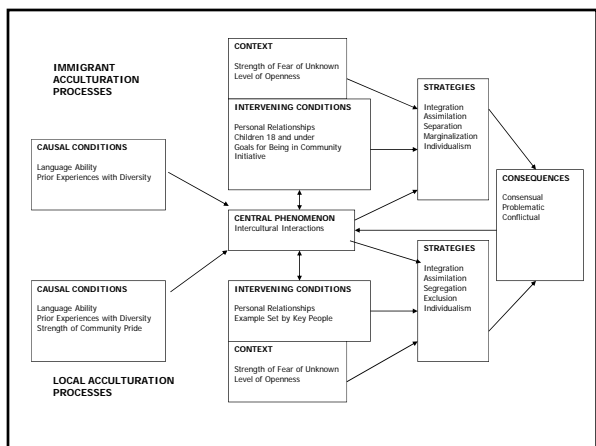 IMMIGRANT
ACCULTURATION
PROCESSES
CONTEXT
Strength of Fear of Unknown
Level of Openness
INTERVENING CONDITIONS
Personal Relationships
Children 18 and under
Goals for Being in Community
Initiative
STRATEGIES
Integration
Assimilation
Separation
Marginalization
Individualism
CAUSAL CONDITIONS
Language Ability
Prior Experiences with Diversity
CONSEQUENCES
Consensual
Problematic
Conflictual
CENTRAL PHENOMENON
Intercultural Interactions
STRATEGIES
Integration
Assimilation
Segregation
Exclusion
Individualism
CAUSAL CONDITIONS
Language Ability
Prior Experiences with Diversity
Strength of Community Pride
INTERVENING CONDITIONS
Personal Relationships
Example Set by Key People
CONTEXT
Strength of Fear of Unknown
Level of Openness
LOCAL ACCULTURATION
PROCESSES